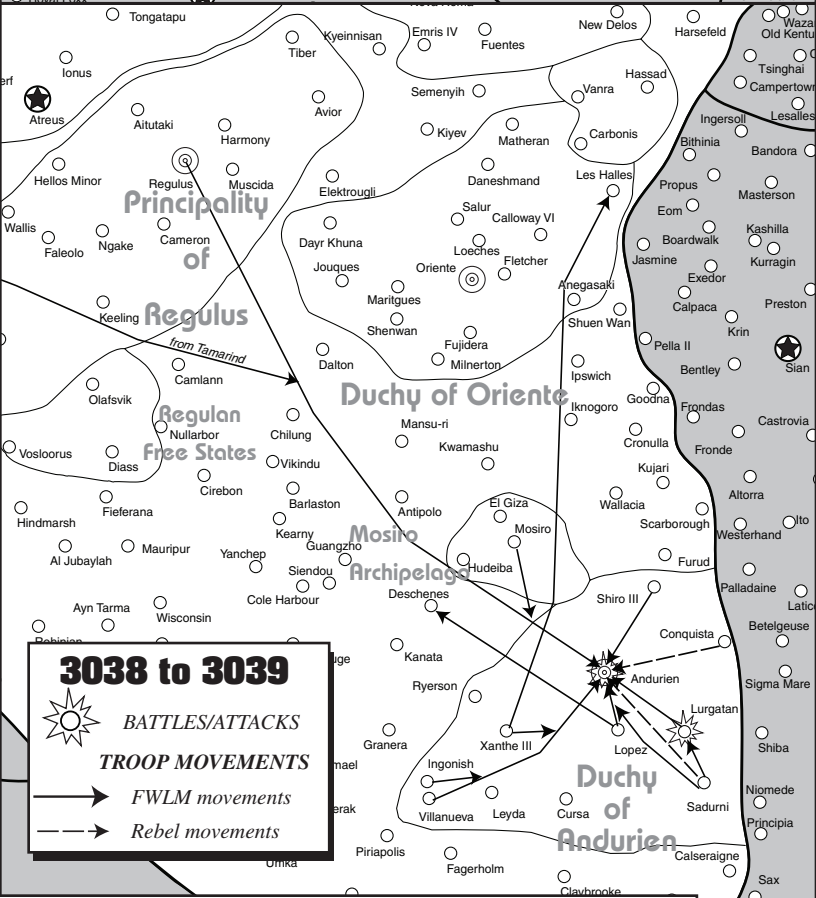 Tongatapu
New Delos
Harsefeld
Old Kentu
Kyeinnisan
Emris IV
Fuentes
Tiber
Ionus
Tsinghai
Hassad
Campertown
Atreus
Semenyih
Vanra
Avior
Lesalles
Aitutaki
Harmony
Kiyev
Matheran
Carbonis
Ingersoll
Bithinia
Bandora
Hellos Minor
Regulus
Muscida
Elektrougli
Daneshmand
Les Halles
Propus
Masterson
Principality
of
Regulus
Wallis
Faleolo
Ngake
Cameron
Dayr Khuna
Salur
Calloway VI
Eom
Boardwalk
Kashilla
Kurragin
Loeches
Fletcher
Jouques
Oriente
Jasmine
Exedor
Maritgues
Anegasaki
Calpaca
Preston
Keeling
Shenwan
Shuen Wan
Krin
from Tamarind
Fujidera
Milnerton
Pella II
Sian
Dalton
Camlann
Ipswich
Bentley
Olafsvik
Duchy of Oriente
Goodna
Regulan
Free States
Nullarbor
Chilung
Mansu-ri
Iknogoro
Frondas
Castrovia
Vosloorus
Diass
Vikindu
Kwamashu
Cronulla
Fronde
Cirebon
Barlaston
Kujari
Altorra
Fieferana
Hindmarsh
Antipolo
El Giza
Wallacia
Scarborough
Kearny
Mosiro
Archipelago
Mosiro
Westerhand
lto
Al Jubaylah
Mauripur
Yanchep
Guangzho
Siendou
Hudeiba
Furud
Palladaine
Cole Harbour
Deschenes
Shiro III
Latic
Ayn Tarma
Wisconsin
Conquista
Betelgeuse
Kanata
uge
Andurien
Sigma Mare
Ryerson
Lurgatan
Granera
Xanthe III
Lopez
Shiba
mael
Ingonish
Duchy
of
Andurien
Sadurni
Niomede
erak
Villanueva
Leyda
Cursa
Principia
Piriapolis
Calseraigne
Umka
Fagerholm
Sax
Claybrooke
3038 to 3039
BATTLES/ATTACKS
TROOP MOVEMENTS
FWLM movements
Rebel movements